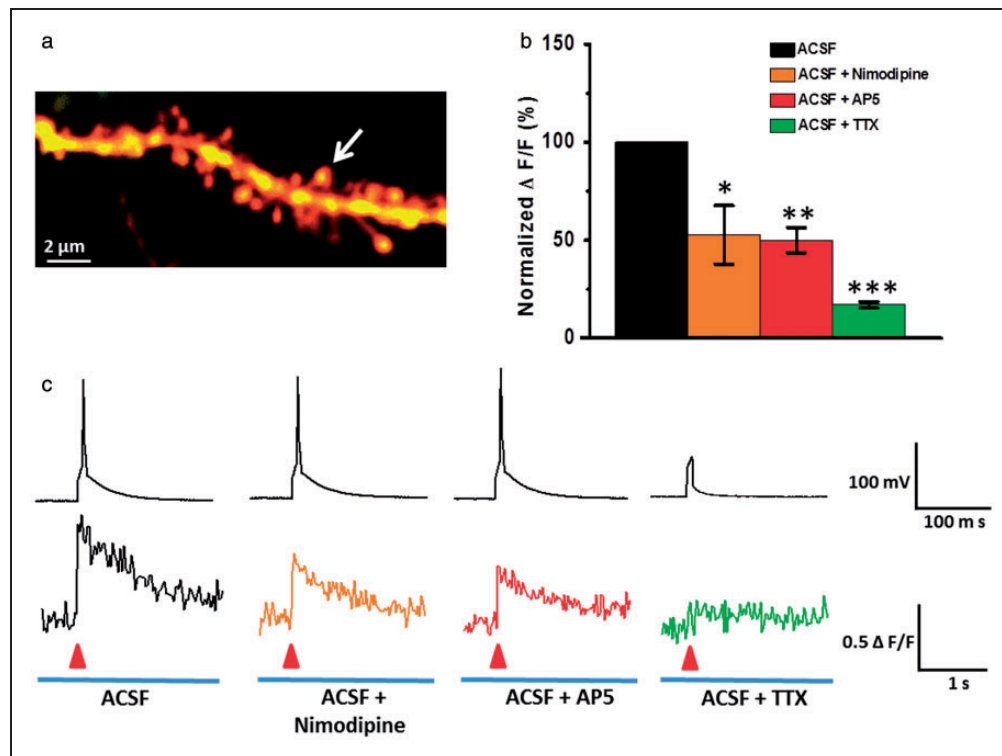 a
2 μm
b
150
100
50
0
Normalized Δ F/F (%)
ACSF
ACSF + Nimodipine
ACSF + AP5
ACSF + TTX
*
**
***
c
100 mV
100 m s
0.5 Δ F/F
1 s
ACSF
ACSF +
Nimodipine
ACSF + AP5
ACSF + TTX